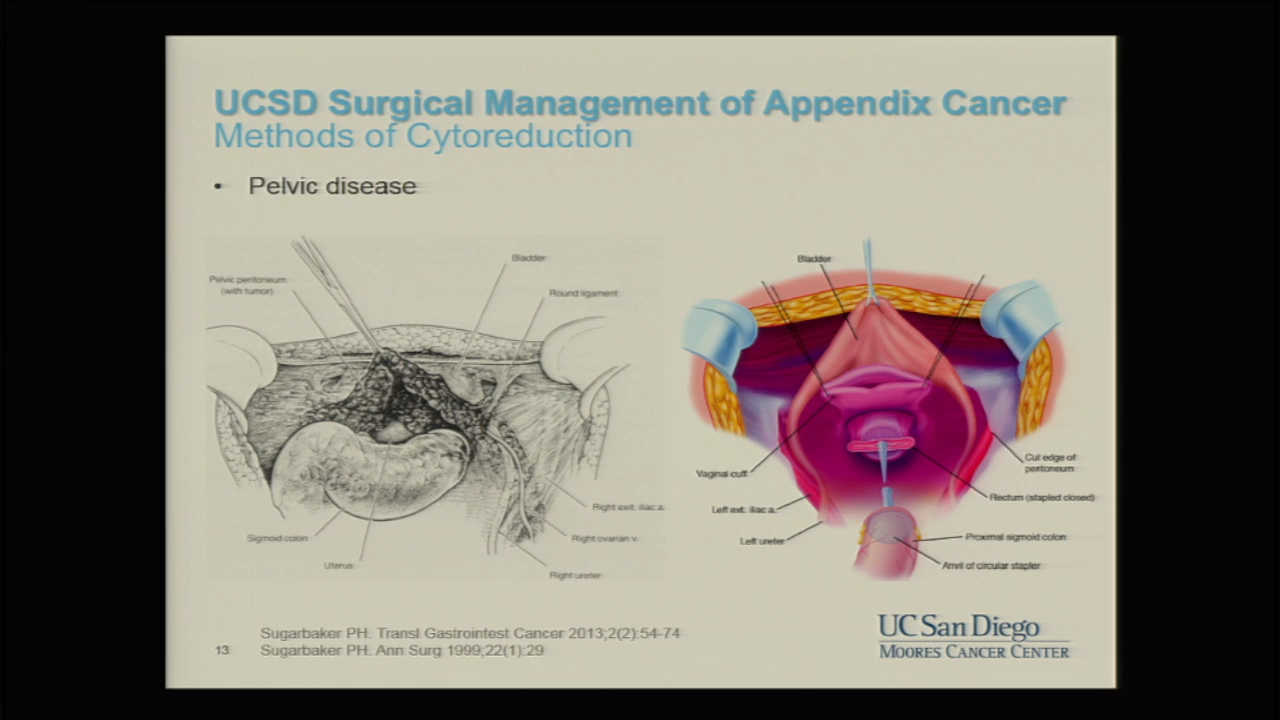 UCSD Surgical Management of Appendix Cancer
Methods of Cytoreduction
• Pelvic disease
Pelvic peritoneum
(with tumor)
Bladder
Round ligament
Sigmoid colon
Uterus
Right exit. iliac a.
Right ovarian v.
Right ureter
Bladder
Vaginal cuff
Left ext. iliac a.
Left ureter
Cut edge of
peritoneum
Rectum (stapled closed)
Proximal sigmoid colon
Anvil of circular stapler
Sugarbaker PH. Transl Gastrointest Cancer 2013;2(2):54-74
Sugarbaker PH. Ann Surg 1999;22(1):29
13
UC San Diego
MOORES CANCER CENTER